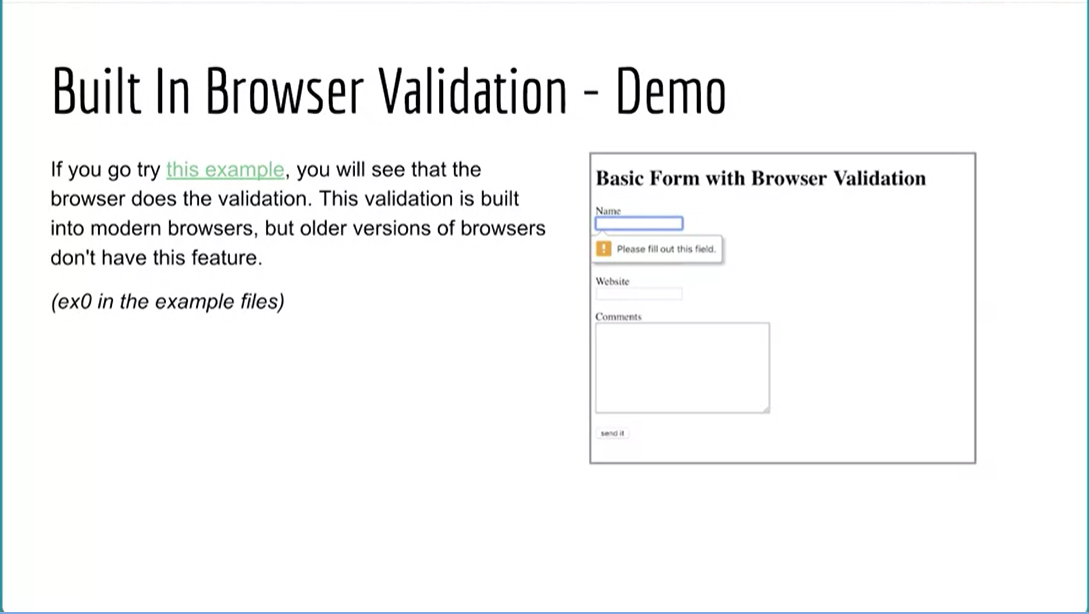 Built In Browser Validation - Demo
If you go try this example, you will see that the
browser does the validation. This validation is built
into modern browsers, but older versions of browsers
don't have this feature.
(ex0 in the example files)
Basic Form with Browser Validation
Name
! Please fill out this field.
Website
Comments
send it